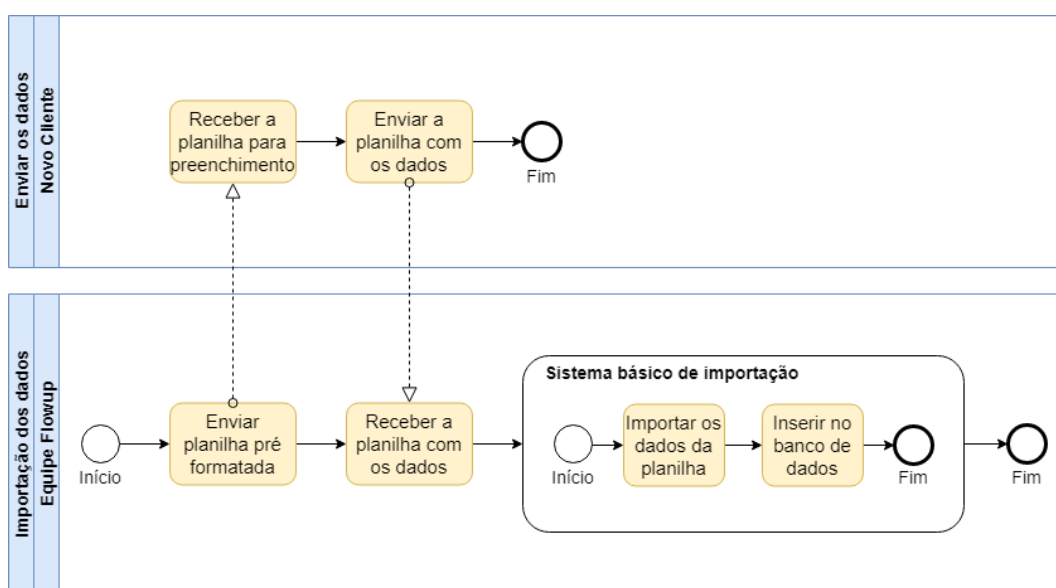 Enviar os dados
Novo Cliente
Receber a
planilha para
preenchimento
Enviar a
planilha com
os dados
Fim
Importação dos dados
Equipe Flowup
Início
Enviar
planilha pré
formatada
Receber a
planilha com
os dados
Sistema básico de importação
Início
Importar os
dados da
planilha
Inserir no
banco de
dados
Fim
Fim